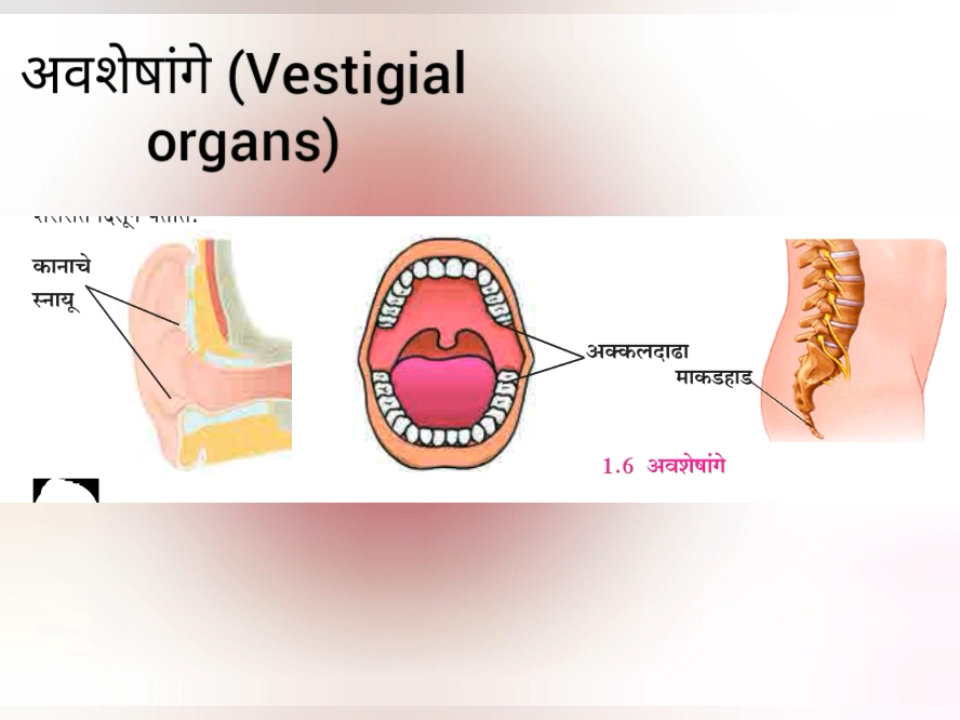 अवशेषांगे (Vestigial
organs)
कानाचे
स्नायू
अक्कलदाढा
माकडहाड
1.6 अवशेषांगे